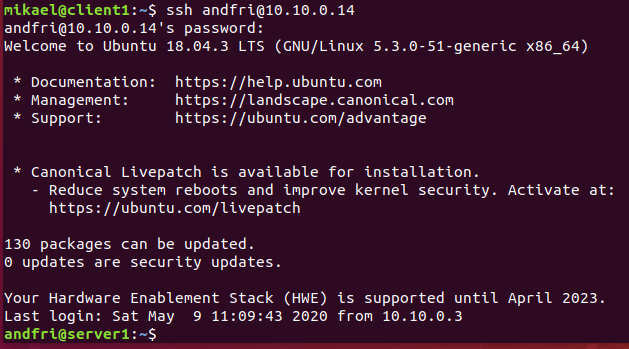 mikael@client1:~$ ssh andfri@10.10.0.14
andfri@10.10.0.14's password:
Welcome to Ubuntu 18.04.3 LTS (GNU/Linux 5.3.0-51-generic x86_64)
* Documentation:  https://help.ubuntu.com
* Management:     https://landscape.canonical.com
* Support:        https://ubuntu.com/advantage
* Canonical Livepatch is available for installation.
- Reduce system reboots and improve kernel security. Activate at:
https://ubuntu.com/livepatch
130 packages can be updated.
0 updates are security updates.
Your Hardware Enablement Stack (HWE) is supported until April 2023.
Last login: Sat May  9 11:09:43 2020 from 10.10.0.3
andfri@server1:~$